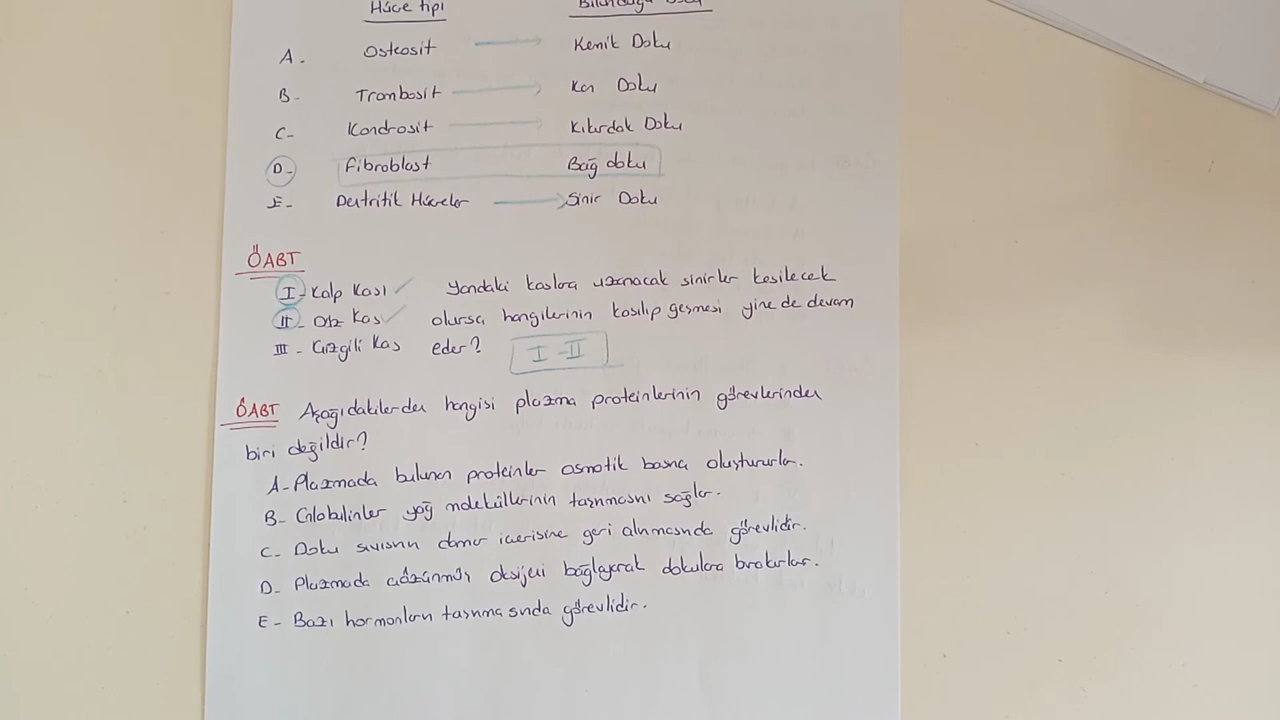 Hücre tipi
A. Osteosit Kemik Doku
B- Trombosit Kan Doku
C- Kondrosit Kıkırdak Doku
D- Fibroblast Bağ doku
E- Dentritik Hücreler Sinir Doku
ÖABT
I- Kalp Kası Yandaki kaslara uzanacak sinirler kesilecek
II- Düz Kas olursa hangilerinin kasılıp geşmesi yine de devam
III- Çizgili Kas eder? I-II
ÖABT Aşağıdakilerden hangisi plazma proteinlerinin görevlerinden
biri değildir?
A- Plazmada bulunan proteinler osmotik basınç oluştururlar.
B- Globulinler yağ moleküllerinin taşınmasını sağlar.
C- Doku sıvısının damar içerisine geri alınmasında görevlidir.
D- Plazmada çözünmüş oksijeni bağlayarak dokulara bırakırlar.
E- Bazı hormonların taşınmasında görevlidir.